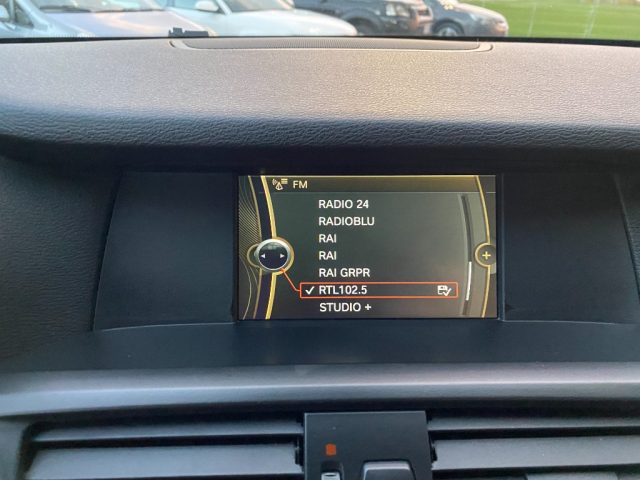 FM
RADIO 24
RADIOBLU
RAI
RAI
RAI GRPR
RTL102.5
STUDIO +